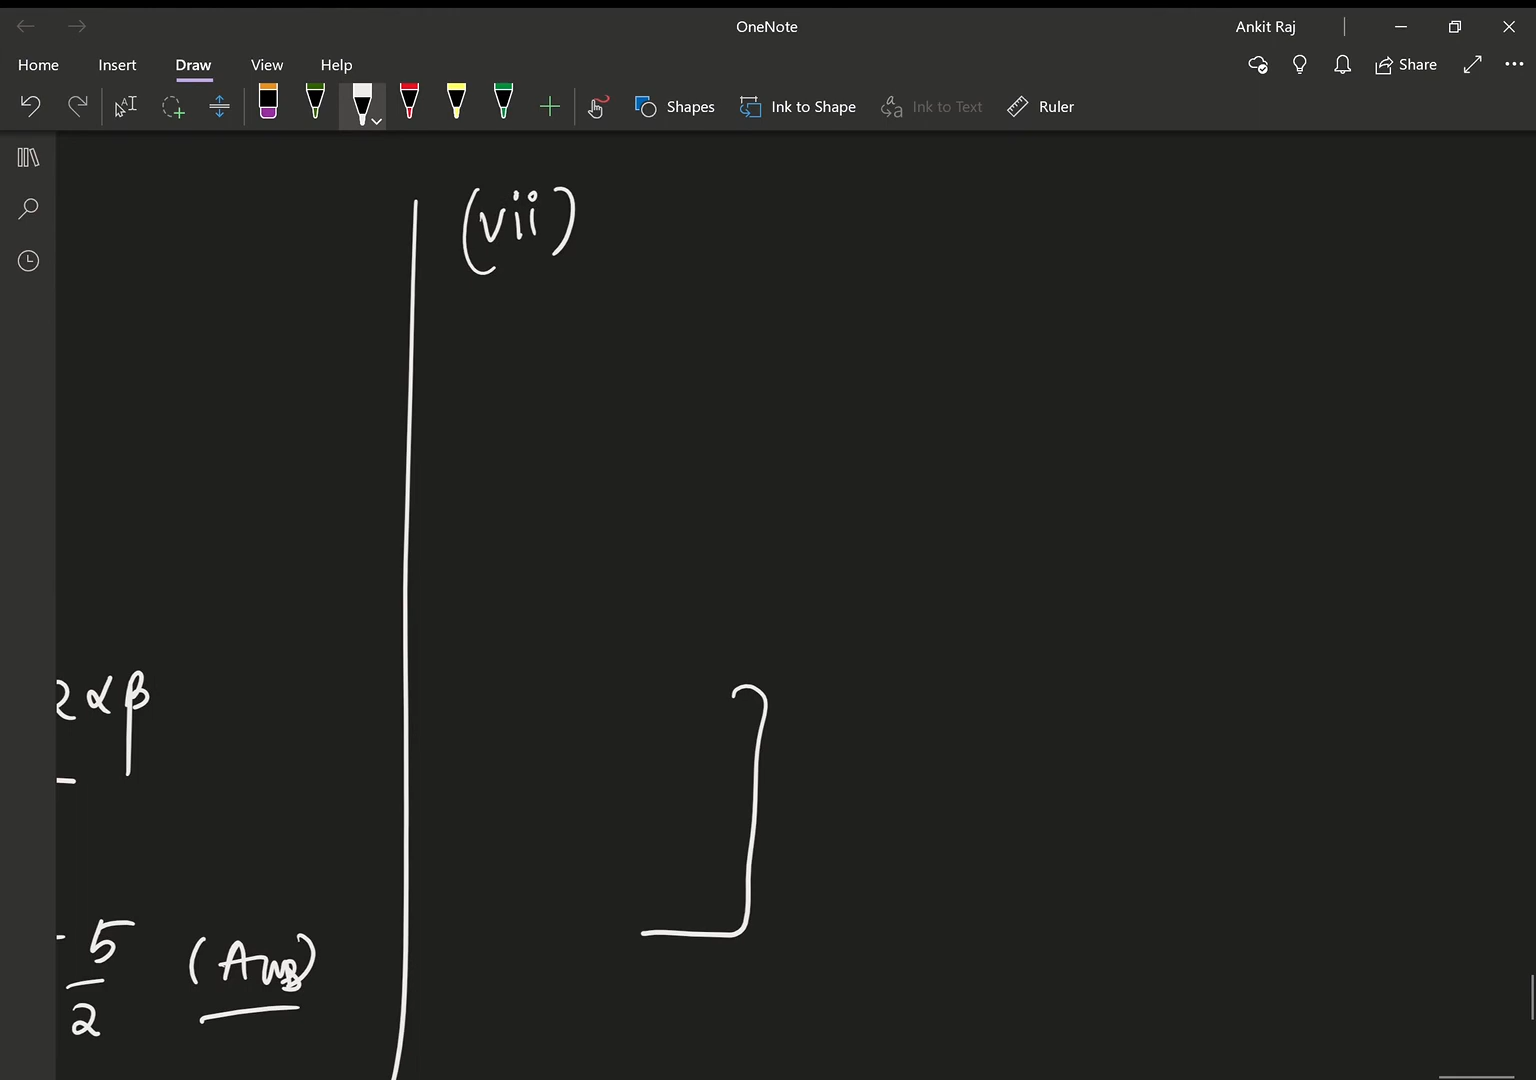 OneNote
Ankit Raj
Home Insert Draw View Help
Share
Shapes Ink to Shape Ink to Text Ruler
(vii)
2αβ
-
- 5/2 (Ans)